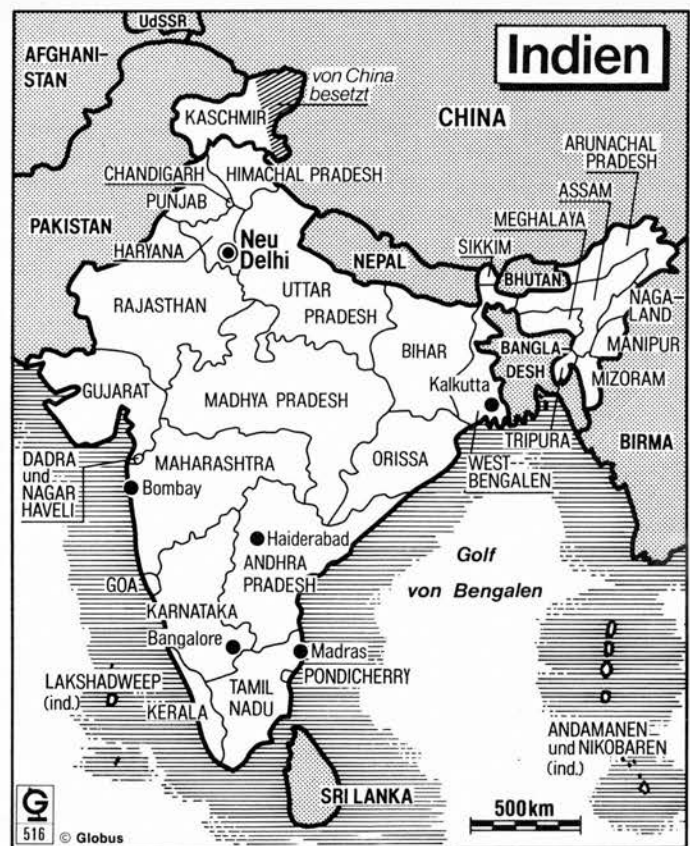 UdSSR
Indien
AFGHANI-
STAN
von China
besetzt
KASCHMIR
CHINA
ARUNACHAL
PRADESH
CHANDIGARH
HIMACHAL PRADESH
ASSAM
PUNJAB
MEGHALAYA
PAKISTAN
HARYANA
Neu
Delhi
SIKKIM
NEPAL
BHUTAN
UTTAR
PRADESH
NAGA-
LAND
RAJASTHAN
BIHAR
BANGLA-
DESH
MANIPUR
MIZORAM
GUJARAT
MADHYA PRADESH
Kalkutta
TRIPURA
BIRMA
DADRA
und
NAGAR
HAVELI
MAHARASHTRA
ORISSA
WEST-
BENGALEN
Bombay
Haiderabad
Golf
von Bengalen
ANDHRA
PRADESH
GOA
KARNATAKA
Bangalore
Madras
PONDICHERRY
LAKSHADWEEP
(ind.)
TAMIL
NADU
KERALA
ANDAMANEN
und NIKOBAREN
(ind.)
SRI LANKA
500km
G
516
© Globus